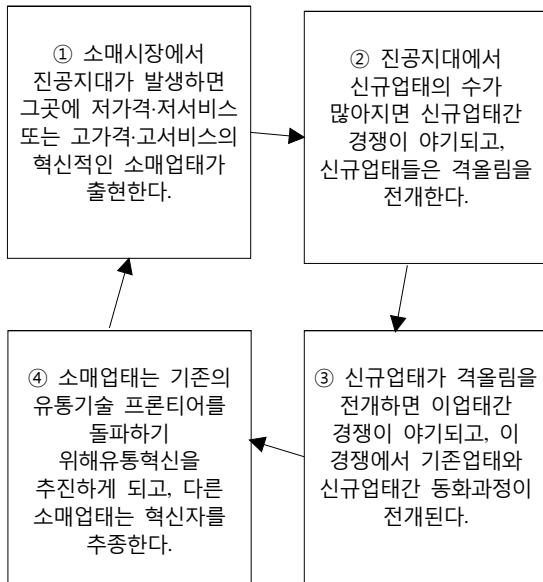 ① 소매시장에서
진공지대가 발생하면
그곳에 저가격·저서비스
또는 고가격·고서비스의
혁신적인 소매업태가
출현한다.
② 진공지대에서
신규업태의 수가
많아지면 신규업태간
경쟁이 야기되고,
신규업태들은 격올림을
전개한다.
③ 신규업태가 격올림을
전개하면 이업태간
경쟁이 야기되고, 이
경쟁에서 기존업태와
신규업태간 동화과정이
전개된다.
④ 소매업태는 기존의
유통기술 프론티어를
돌파하기
위해유통혁신을
추진하게 되고, 다른
소매업태는 혁신자를
추종한다.